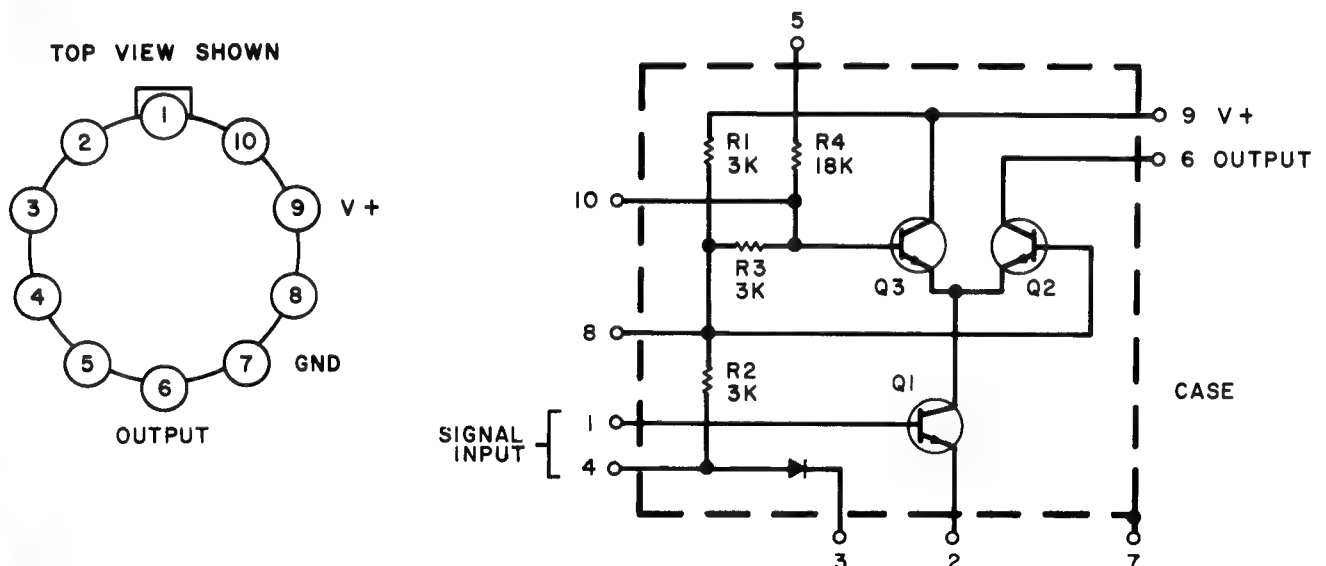 TOP VIEW SHOWN
1
2
10
3
9
V +
4
8
5
7
GND
6
OUTPUT
5
9 V +
6 OUTPUT
R1
3K
R4
18K
10
R3
3K
Q3
Q2
8
R2
3K
Q1
CASE
SIGNAL
INPUT
1
4
3
2
7